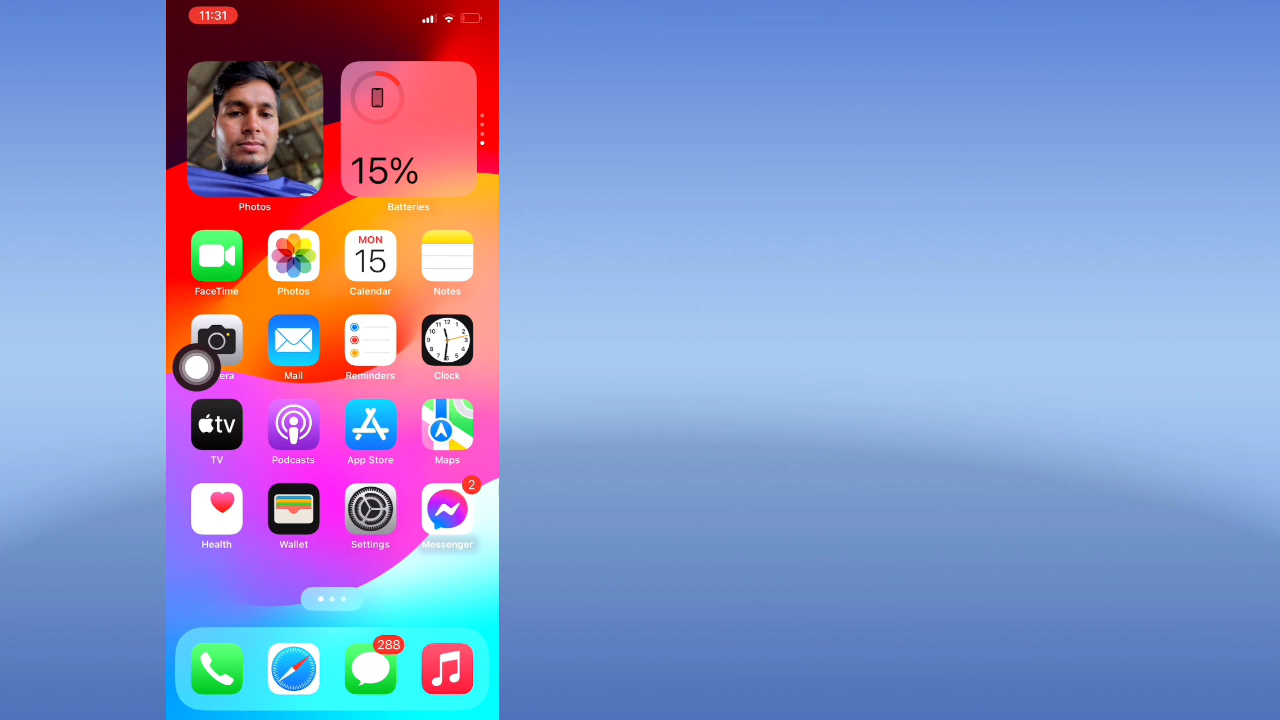 11:31
15%
Photos Batteries
MON
15
FaceTime Photos Calendar Notes
era Mail Reminders Clock
tv
TV Podcasts App Store Maps
2
Health Wallet Settings Messenger
288